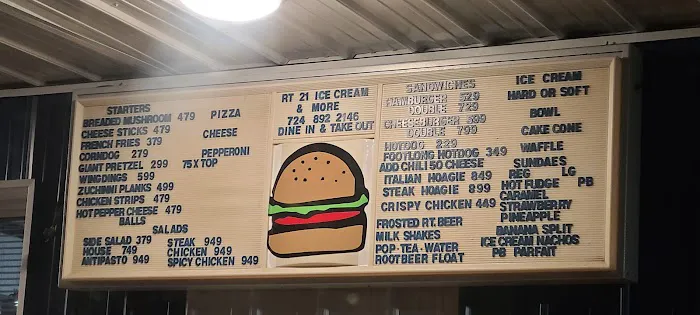 STARTERS
BREADED MUSHROOM 479
CHEESE STICKS 479
FRENCH FRIES 379
CORNDOG 279
GIANT PRETZEL 299
WINGDINGS 599
ZUCHINNI PLANKS 499
CHICKEN STRIPS 479
HOT PEPPER CHEESE 479
BALLS
PIZZA
CHEESE
PEPPERONI
75X TOP
SALADS
SIDE SALAD 379
HOUSE 749
ANTIPASTO 949
STEAK 949
CHICKEN 949
SPICY CHICKEN 949
RT 21 ICE CREAM
& MORE
724 892 2146
DINE IN & TAKE OUT
SANDWICHES
HAMBURGER 529
DOUBLE 729
CHEESEBURGER 599
DOUBLE 799
HOTDOG 229
FOOTLONG HOTDOG 349
ADD CHILI 50 CHEESE
ITALIAN HOAGIE 849
STEAK HOAGIE 899
CRISPY CHICKEN 449
FROSTED RT. BEER
MILK SHAKES
POP-TEA-WATER
ROOTBEER FLOAT
ICE CREAM
HARD OR SOFT
BOWL
CAKE CONE
WAFFLE
SUNDAES
REG LG
HOT FUDGE PB
CARAMEL
STRAWBERRY
PINEAPPLE
BANANA SPLIT
ICE CREAM NACHOS
PB PARFAIT